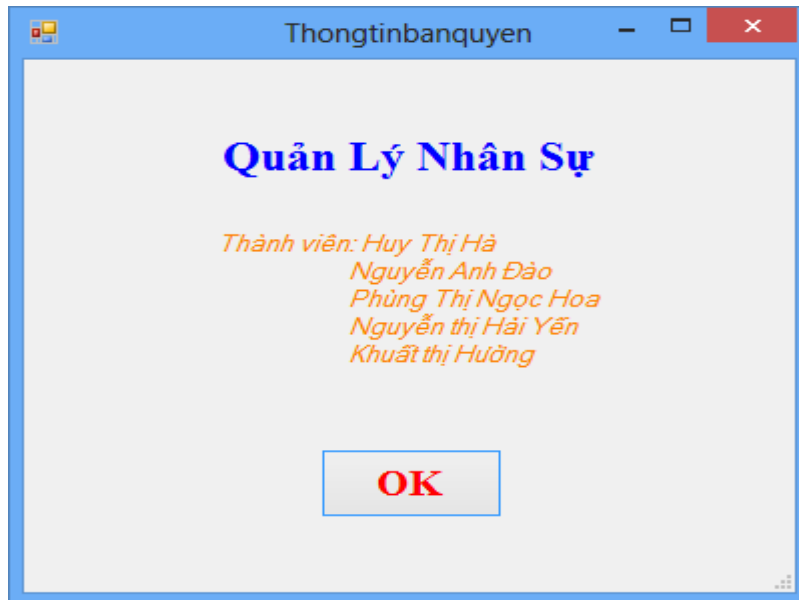 Thongtinbanquyen
Quản Lý Nhân Sự
Thành viên: Huy Thị Hà
Nguyễn Anh Đào
Phùng Thị Ngọc Hoa
Nguyễn thị Hải Yến
Khuất thị Hường
OK